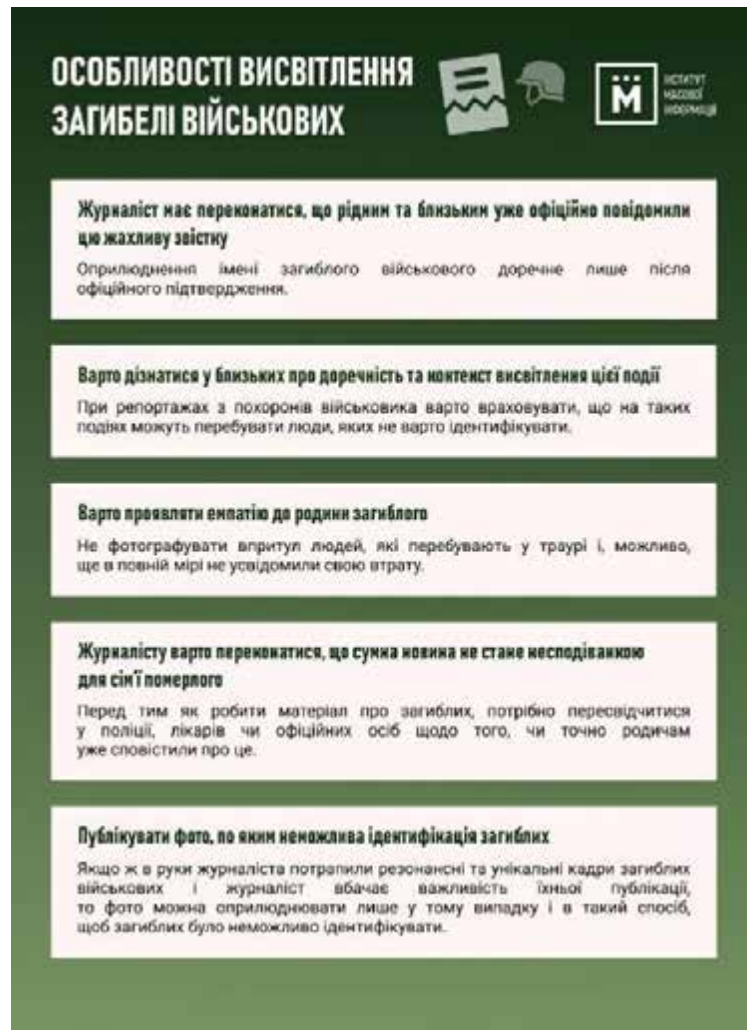 ОСОБЛИВОСТІ ВИСВІТЛЕННЯ
ЗАГИБЕЛІ ВІЙСЬКОВИХ
М
ІНСТИТУТ
МАСОВОЇ
ІНФОРМАЦІЇ
Журналіст має переконатися, що рідним та близьким уже офіційно повідомили
цю жахливу звістку
Оприлюднення імені загиблого військового доречне лише після
офіційного підтвердження.
Варто дізнатися у близьких про доречність та контекст висвітлення цієї події
При репортажах з похоронів військовика варто враховувати, що на таких
подіях можуть перебувати люди, яких не варто ідентифікувати.
Варто проявляти емпатію до родини загиблого
Не фотографувати впритул людей, які перебувають у траурі і, можливо,
ще в повній мірі не усвідомили свою втрату.
Журналісту варто переконатися, що сумна новина не стане несподіванкою
для сім'ї померлого
Перед тим як робити матеріал про загиблих, потрібно пересвідчитися
у поліції, лікарів чи офіційних осіб щодо того, чи точно родичам
уже сповістили про це.
Публікувати фото, по яким неможлива ідентифікація загиблих
Якщо ж в руки журналіста потрапили резонансні та унікальні кадри загиблих
військових і журналіст вбачає важливість їхньої публікації,
то фото можна оприлюднювати лише у тому випадку і в такий спосіб,
щоб загиблих було неможливо ідентифікувати.